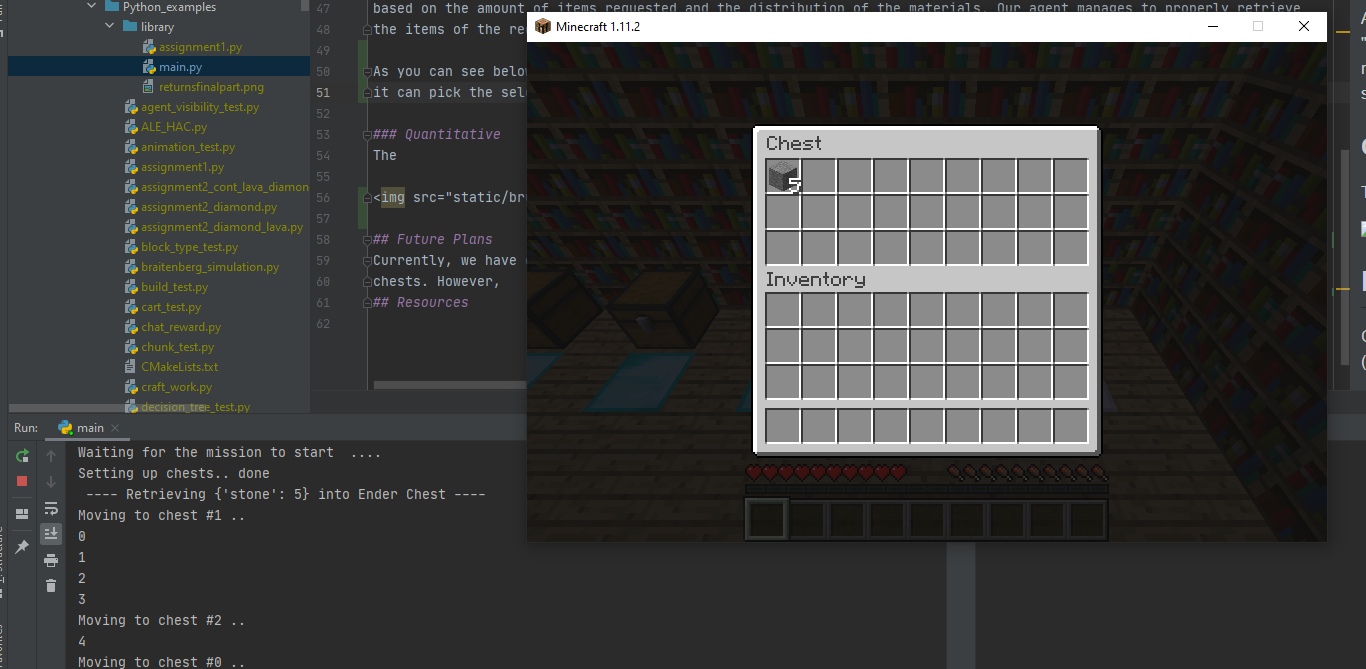 Python_examples
library
assignment1.py
main.py
returnsfinalpart.png
agent_visibility_test.py
ALE_HAC.py
animation_test.py
assignment1.py
assignment2_cont_lava_diamon
assignment2_diamond.py
assignment2_diamond_lava.py
block_type_test.py
braitenberg_simulation.py
build_test.py
cart_test.py
chat_reward.py
chunk_test.py
CMakeLists.txt
craft_work.py
decision_tree_test.py
47 based on the amount of items requested and the distribution of the materials. Our agent manages to properly retrieve
48 the items of the re
49
50 As you can see belo
51 it can pick the sel
52
53 ### Quantitative
54 The
55
56 <img src="static/br
57
58 ## Future Plans
59 Currently, we have
60 chests. However,
61 ## Resources
62
Minecraft 1.11.2
Chest
5
Inventory
Run: main
Waiting for the mission to start ....
Setting up chests.. done
---- Retrieving {'stone': 5} into Ender Chest ----
Moving to chest #1 ..
0
1
2
3
Moving to chest #2 ..
4
Moving to chest #0 ..